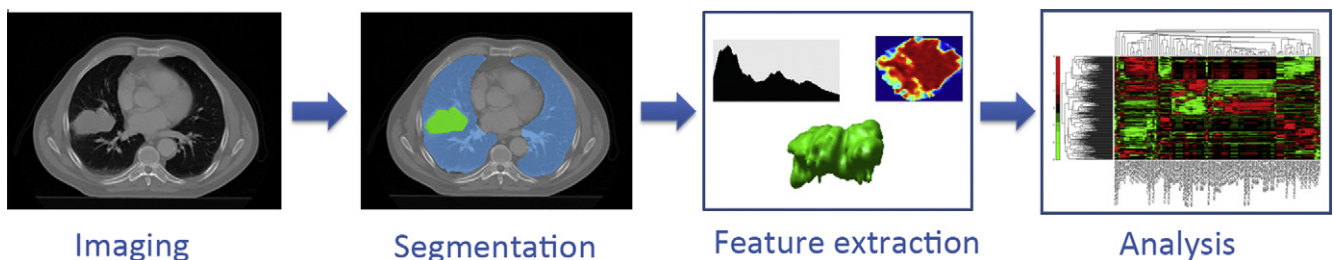 Imaging
Segmentation
Feature extraction
Analysis